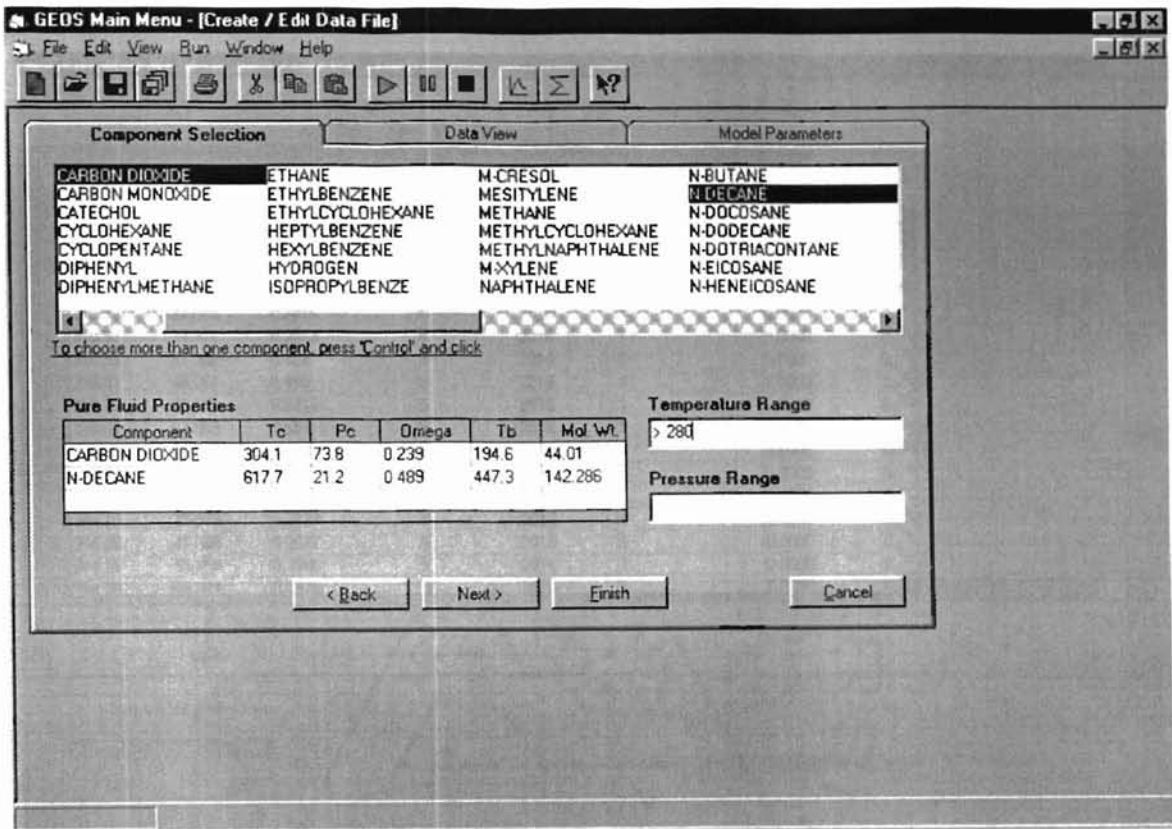 GEOS Main Menu - [Create / Edit Data File]
File Edit View Run Window Help
Component Selection Data View Model Parameters
CARBON DIOXIDE ETHANE M-CRESOL N-BUTANE
CARBON MONOXIDE ETHYLBENZENE MESITYLENE N-DECANE
CATECHOL ETHYLCYCLOHEXANE METHANE N-DOCOSANE
CYCLOHEXANE HEPTYLBENZENE METHYLCYCLOHEXANE N-DODECANE
CYCLOPENTANE HEXYLBENZENE METHYLNAPHTHALENE N-DOTRIACONTANE
DIPHENYL HYDROGEN M-XYLENE N-EICOSANE
DIPHENYLMETHANE ISOPROPYLBENZE NAPHTHALENE N-HENEICOSANE
To choose more than one component, press 'Control' and click
Pure Fluid Properties
Component Tc Pc Omega Tb Mol. Wt.
CARBON DIOXIDE 304.1 73.8 0.239 194.6 44.01
N-DECANE 617.7 21.2 0.489 447.3 142.286
Temperature Range
> 280
Pressure Range
< Back Next > Finish Cancel